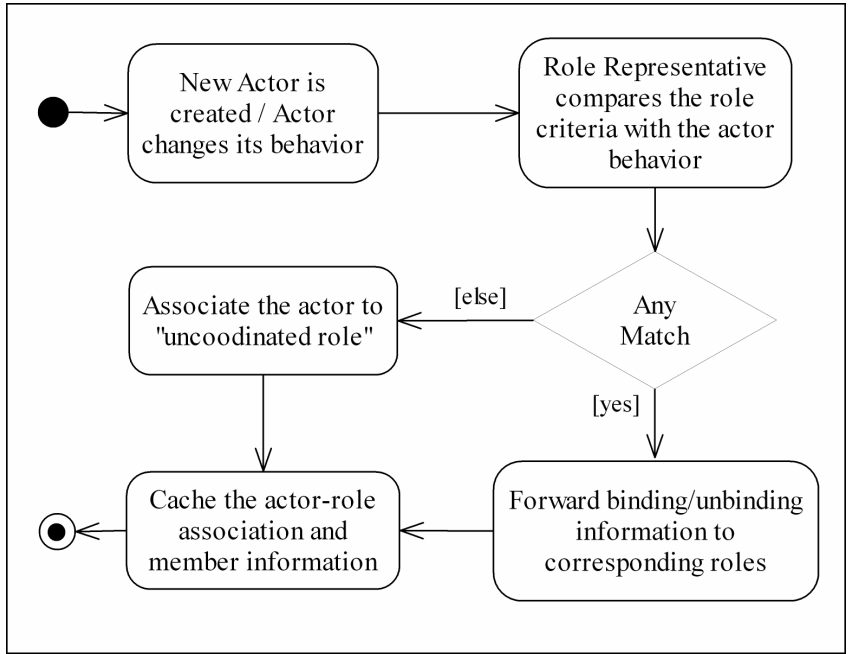 New Actor is
created / Actor
changes its behavior
Role Representative
compares the role
criteria with the actor
behavior
Any
Match
[else]
Associate the actor to
"uncoodinated role"
[yes]
Forward binding/unbinding
information to
corresponding roles
Cache the actor-role
association and
member information